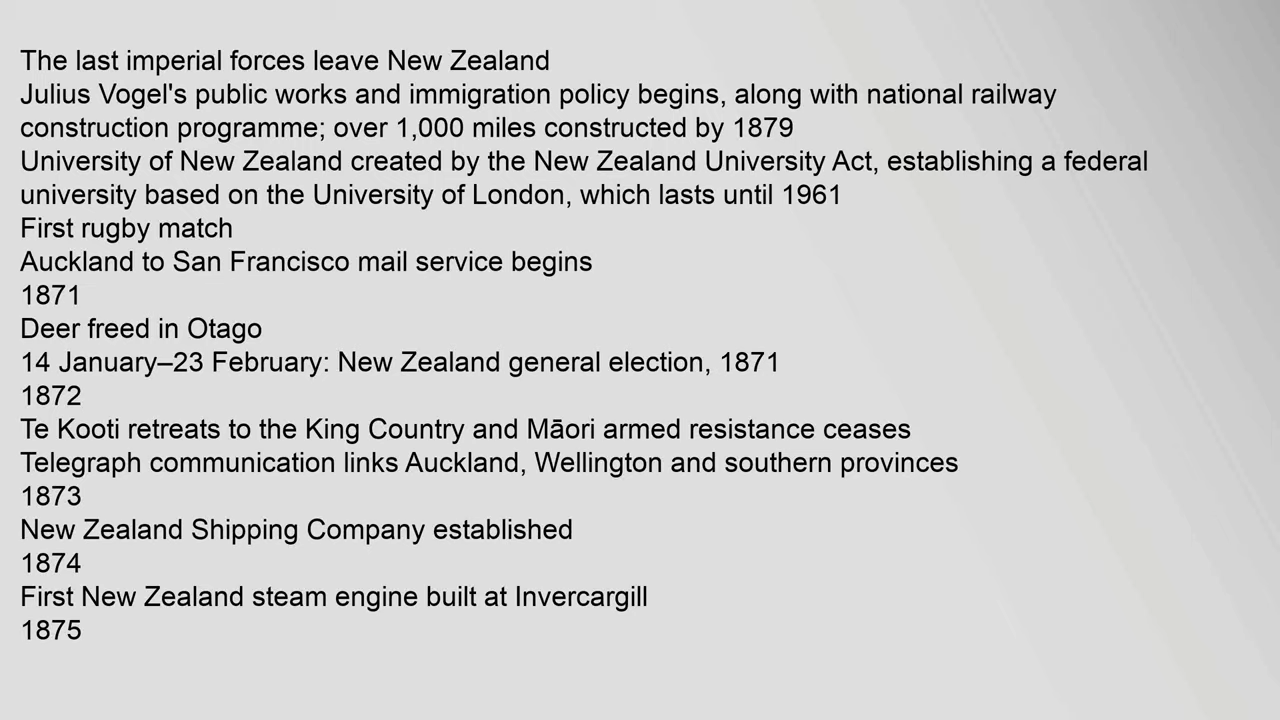 The last imperial forces leave New Zealand
Julius Vogel's public works and immigration policy begins, along with national railway
construction programme; over 1,000 miles constructed by 1879
University of New Zealand created by the New Zealand University Act, establishing a federal
university based on the University of London, which lasts until 1961
First rugby match
Auckland to San Francisco mail service begins
1871
Deer freed in Otago
14 January–23 February: New Zealand general election, 1871
1872
Te Kooti retreats to the King Country and Māori armed resistance ceases
Telegraph communication links Auckland, Wellington and southern provinces
1873
New Zealand Shipping Company established
1874
First New Zealand steam engine built at Invercargill
1875